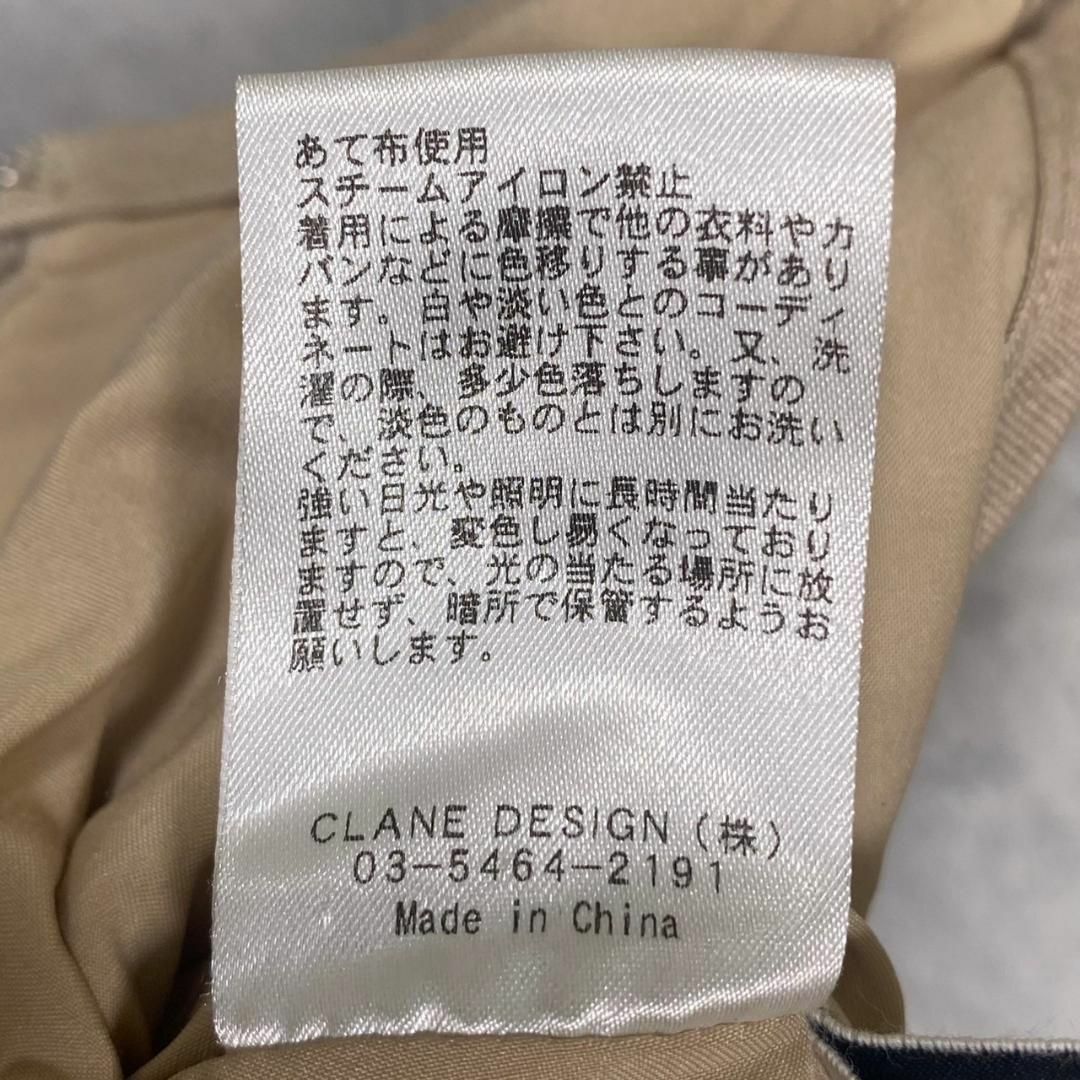 あて布使用
スチームアイロン禁止
着用による摩擦で他の衣料やカ
バンなどに色移りする事があり
ます。白や淡い色とのコーディ
ネートはお避け下さい。又、洗
濯の際、多少色落ちしますの
で、淡色のものとは別にお洗い
ください。
強い日光や照明に長時間当たり
ますと、変色し易くなっており
ますので、光の当たる場所に放
置せず、暗所で保管するようお
願いします。
CLANE DESIGN (株)
03-5464-2191
Made in China